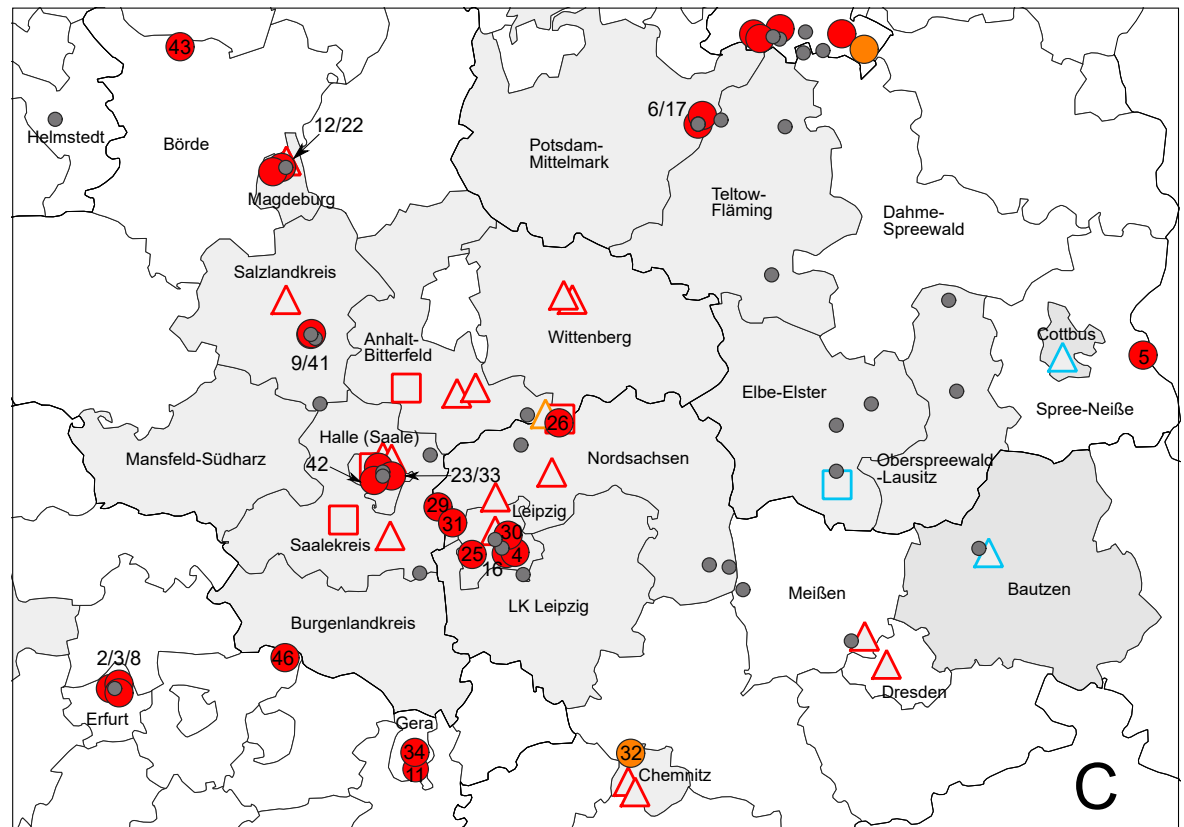 43
6/17
Helmstedt
12/22
Börde
Potsdam-
Mittelmark
Magdeburg
Teltow-
Fläming
Dahme-
Spreewald
Salzlandkreis
Anhalt-
Bitterfeld
Wittenberg
Cottbus
9/41
5
Elbe-Elster
Spree-Neiße
26
Halle (Saale)
Mansfeld-Südharz
42
23/33
Nordsachsen
Oberspreewald
-Lausitz
29
Leipzig
31
30
Saalekreis
25
4
16
LK Leipzig
Meißen
Bautzen
Burgenlandkreis
2/3/8
46
Dresden
Erfurt
Gera
34
32
11
Chemnitz
C